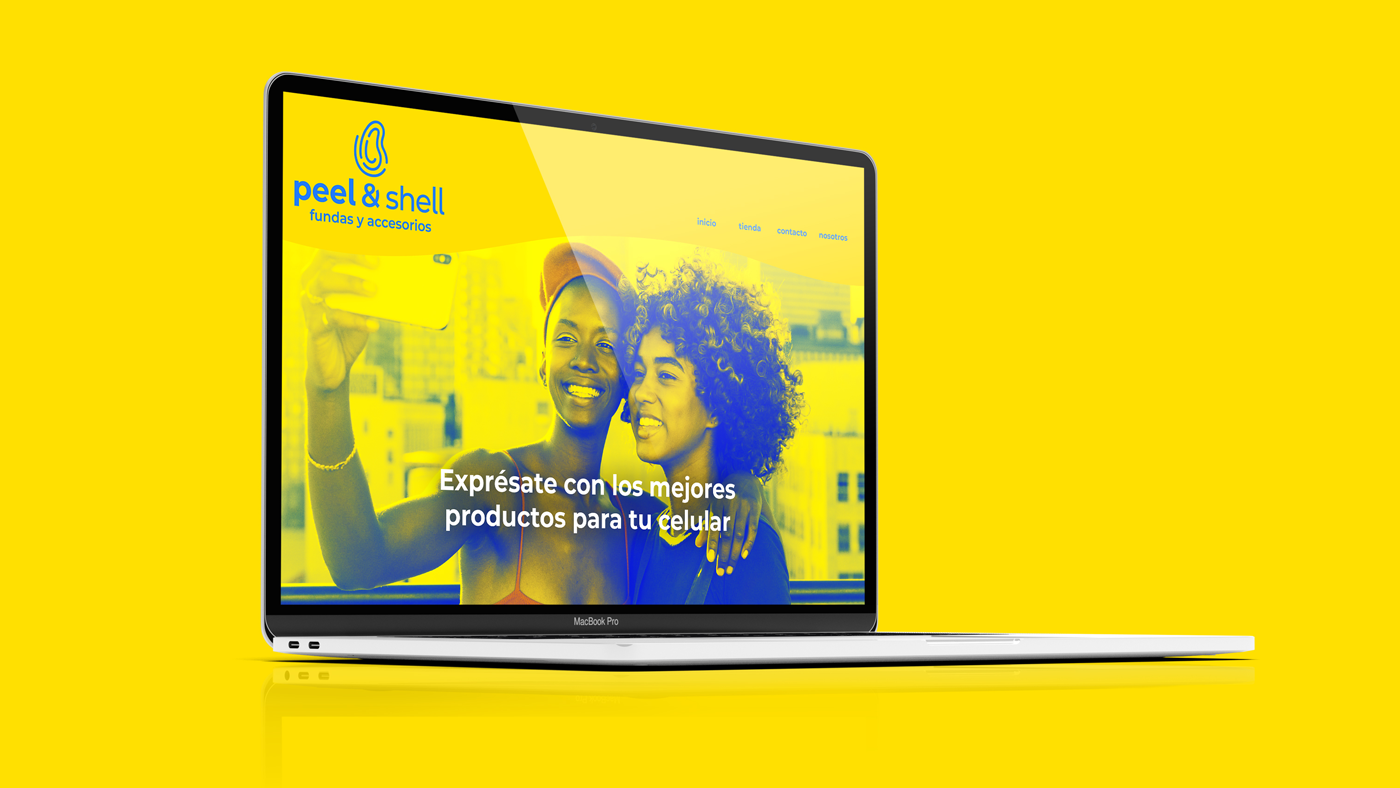 peel & shell
fundas y accesorios
inicio tienda contacto nosotros
Exprésate con los mejores
productos para tu celular
MacBook Pro